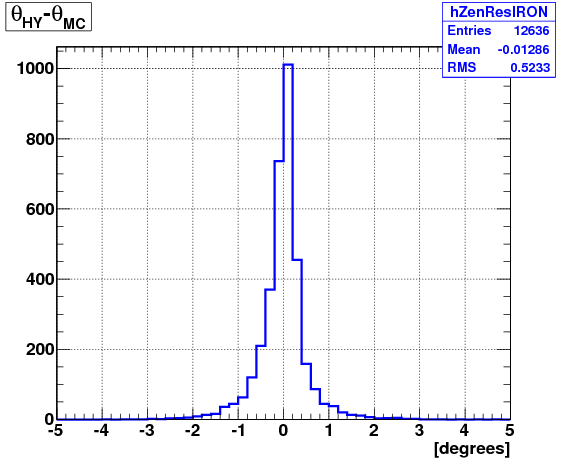 θHY-θMC
hZenResIRON
Entries 12636
Mean -0.01286
RMS 0.5233
1000
800
600
400
200
0
-5 -4 -3 -2 -1 0 1 2 3 4 5
[degrees]